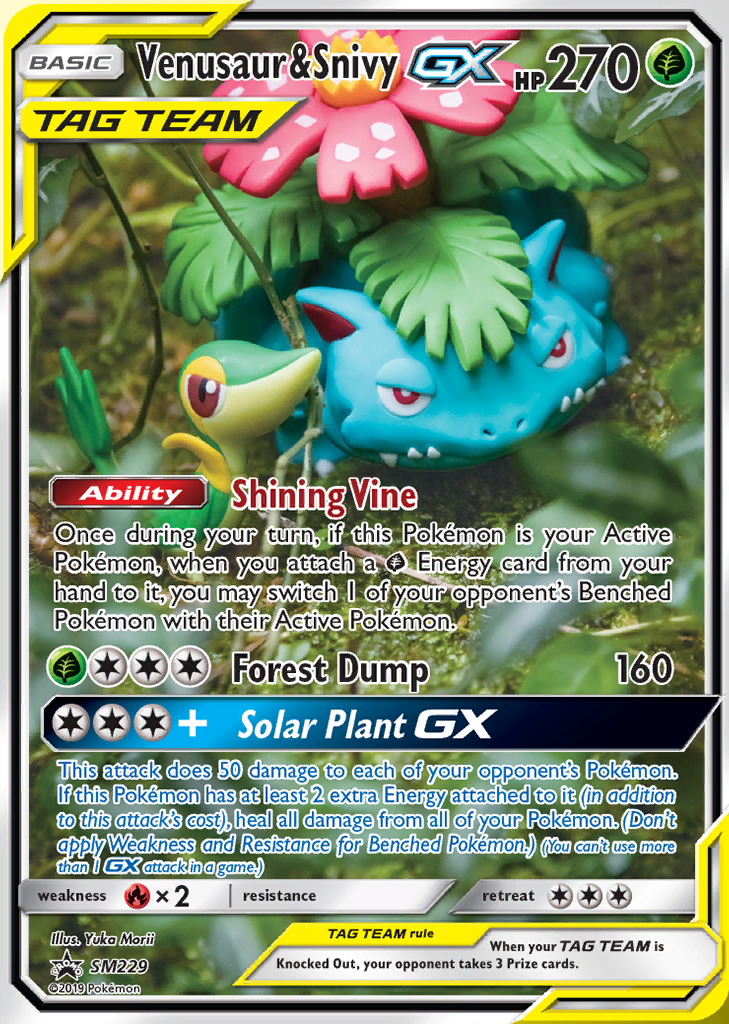 BASIC Venusaur&Snivy GX HP270
TAG TEAM
Ability Shining Vine
Once during your turn, if this Pokémon is your Active
Pokémon, when you attach a Energy card from your
hand to it, you may switch 1 of your opponent's Benched
Pokémon with their Active Pokémon.
Forest Dump 160
+ Solar Plant GX
This attack does 50 damage to each of your opponent's Pokémon.
If this Pokémon has at least 2 extra Energy attached to it (in addition
to this attack's cost), heal all damage from all of your Pokémon. (Don't
apply Weakness and Resistance for Benched Pokémon.) (You can't use more
than 1 GX attack in a game.)
weakness ×2 resistance retreat
Illus. Yuka Morii
TAG TEAM rule
When your TAG TEAM is
Knocked Out, your opponent takes 3 Prize cards.
PROMO SM229
©2019 Pokémon